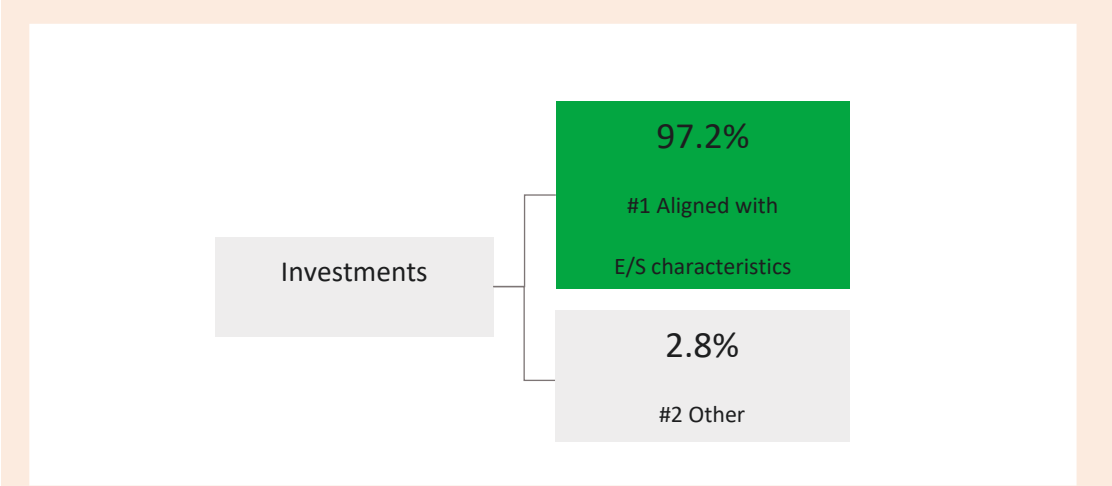 97.2%
#1 Aligned with
E/S characteristics
Investments
2.8%
#2 Other